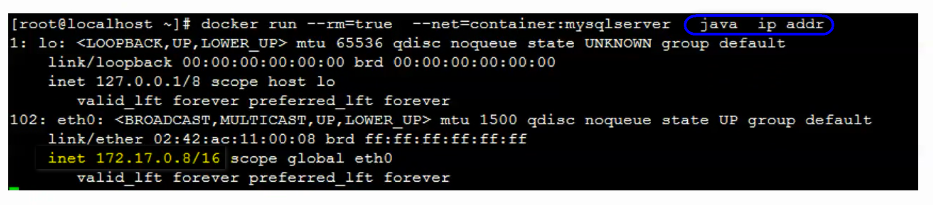 [root@localhost ~]# docker run --rm=true  --net=container:mysqlserver  java  ip addr
1: lo: <LOOPBACK,UP,LOWER_UP> mtu 65536 qdisc noqueue state UNKNOWN group default
link/loopback 00:00:00:00:00:00 brd 00:00:00:00:00:00
inet 127.0.0.1/8 scope host lo
valid_lft forever preferred_lft forever
102: eth0: <BROADCAST,MULTICAST,UP,LOWER_UP> mtu 1500 qdisc noqueue state UP group default
link/ether 02:42:ac:11:00:08 brd ff:ff:ff:ff:ff:ff
inet 172.17.0.8/16 scope global eth0
valid_lft forever preferred_lft forever